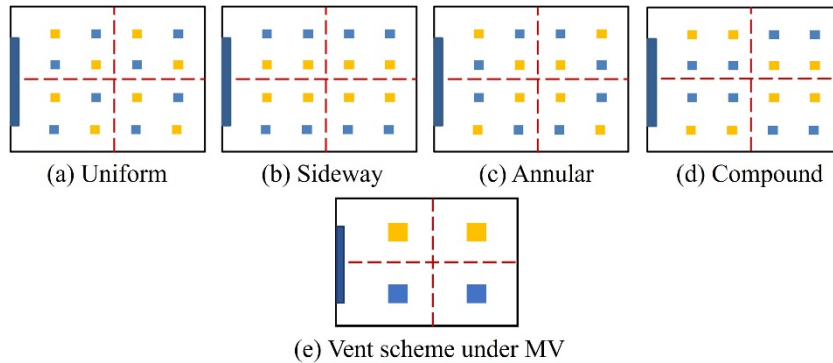 (a) Uniform
(b) Sideway
(c) Annular
(d) Compound
(e) Vent scheme under MV